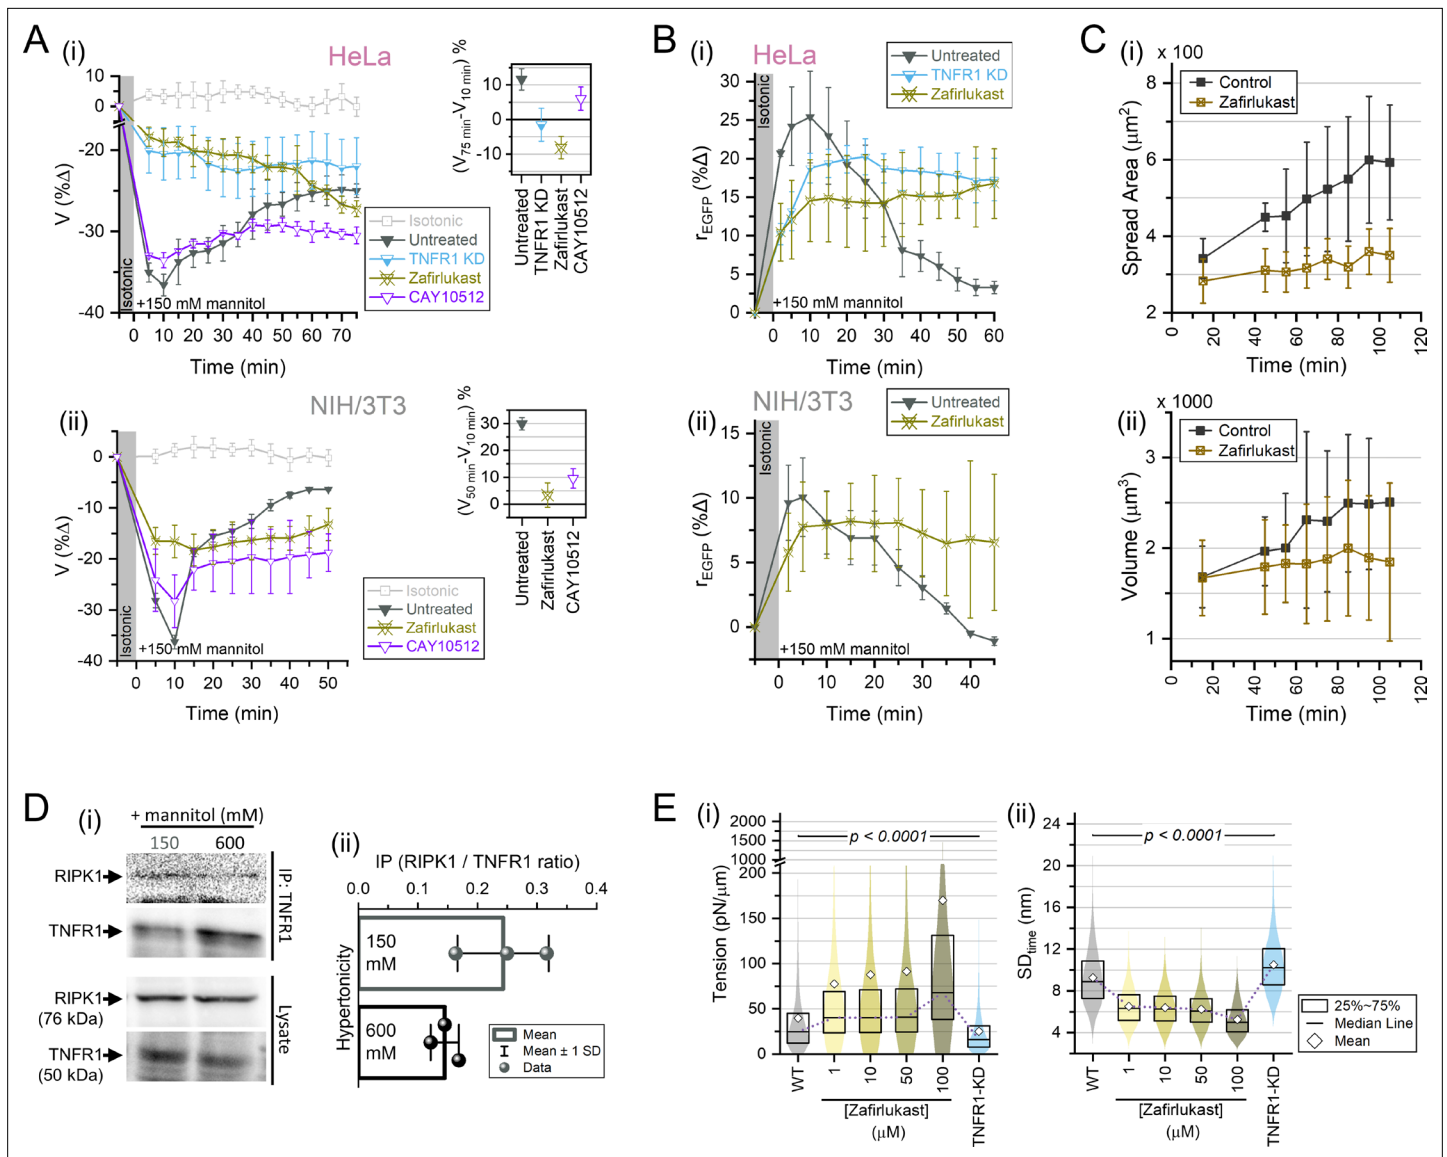 A
(i)
HeLa
V (%Δ)
10
0
-20
-30
-40
Isotonic
+150 mM mannitol
0 10 20 30 40 50 60 70
Time (min)
Isotonic
Untreated
TNFR1 KD
Zafirlukast
CAY10512
(V75 min-V10 min) %
10
0
-10
Untreated
TNFR1 KD
Zafirlukast
CAY10512
(ii)
NIH/3T3
V (%Δ)
0
-10
-20
-30
-40
Isotonic
+150 mM mannitol
0 10 20 30 40 50
Time (min)
Isotonic
Untreated
Zafirlukast
CAY10512
(V50 min-V10 min) %
30
20
10
0
Untreated
Zafirlukast
CAY10512
B
(i)
HeLa
Untreated
TNFR1 KD
Zafirlukast
rEGFP (%Δ)
30
25
20
15
10
5
0
Isotonic
+150 mM mannitol
0 10 20 30 40 50 60
Time (min)
(ii)
NIH/3T3
Untreated
Zafirlukast
rEGFP (%Δ)
15
10
5
0
Isotonic
+150 mM mannitol
0 10 20 30 40
Time (min)
C
(i)
x 100
Control
Zafirlukast
Spread Area (μm2)
8
6
4
2
0 20 40 60 80 100 120
Time (min)
(ii)
x 1000
Control
Zafirlukast
Volume (μm3)
3
2
1
0 20 40 60 80 100 120
Time (min)
D
(i)
+ mannitol (mM)
150 600
RIPK1
TNFR1
IP: TNFR1
RIPK1
(76 kDa)
TNFR1
(50 kDa)
Lysate
(ii)
IP (RIPK1 / TNFR1 ratio)
0.0 0.1 0.2 0.3 0.4
Hypertonicity
150
mM
600
mM
Mean
Mean ± 1 SD
Data
E
(i)
Tension (pN/μm)
2000
1500
1000
200
150
100
50
0
p < 0.0001
WT
1
10
50
100
TNFR1-KD
[Zafirlukast]
(μM)
(ii)
SDtime (nm)
24
20
16
12
8
4
p < 0.0001
WT
1
10
50
100
TNFR1-KD
[Zafirlukast]
(μM)
25%~75%
Median Line
Mean